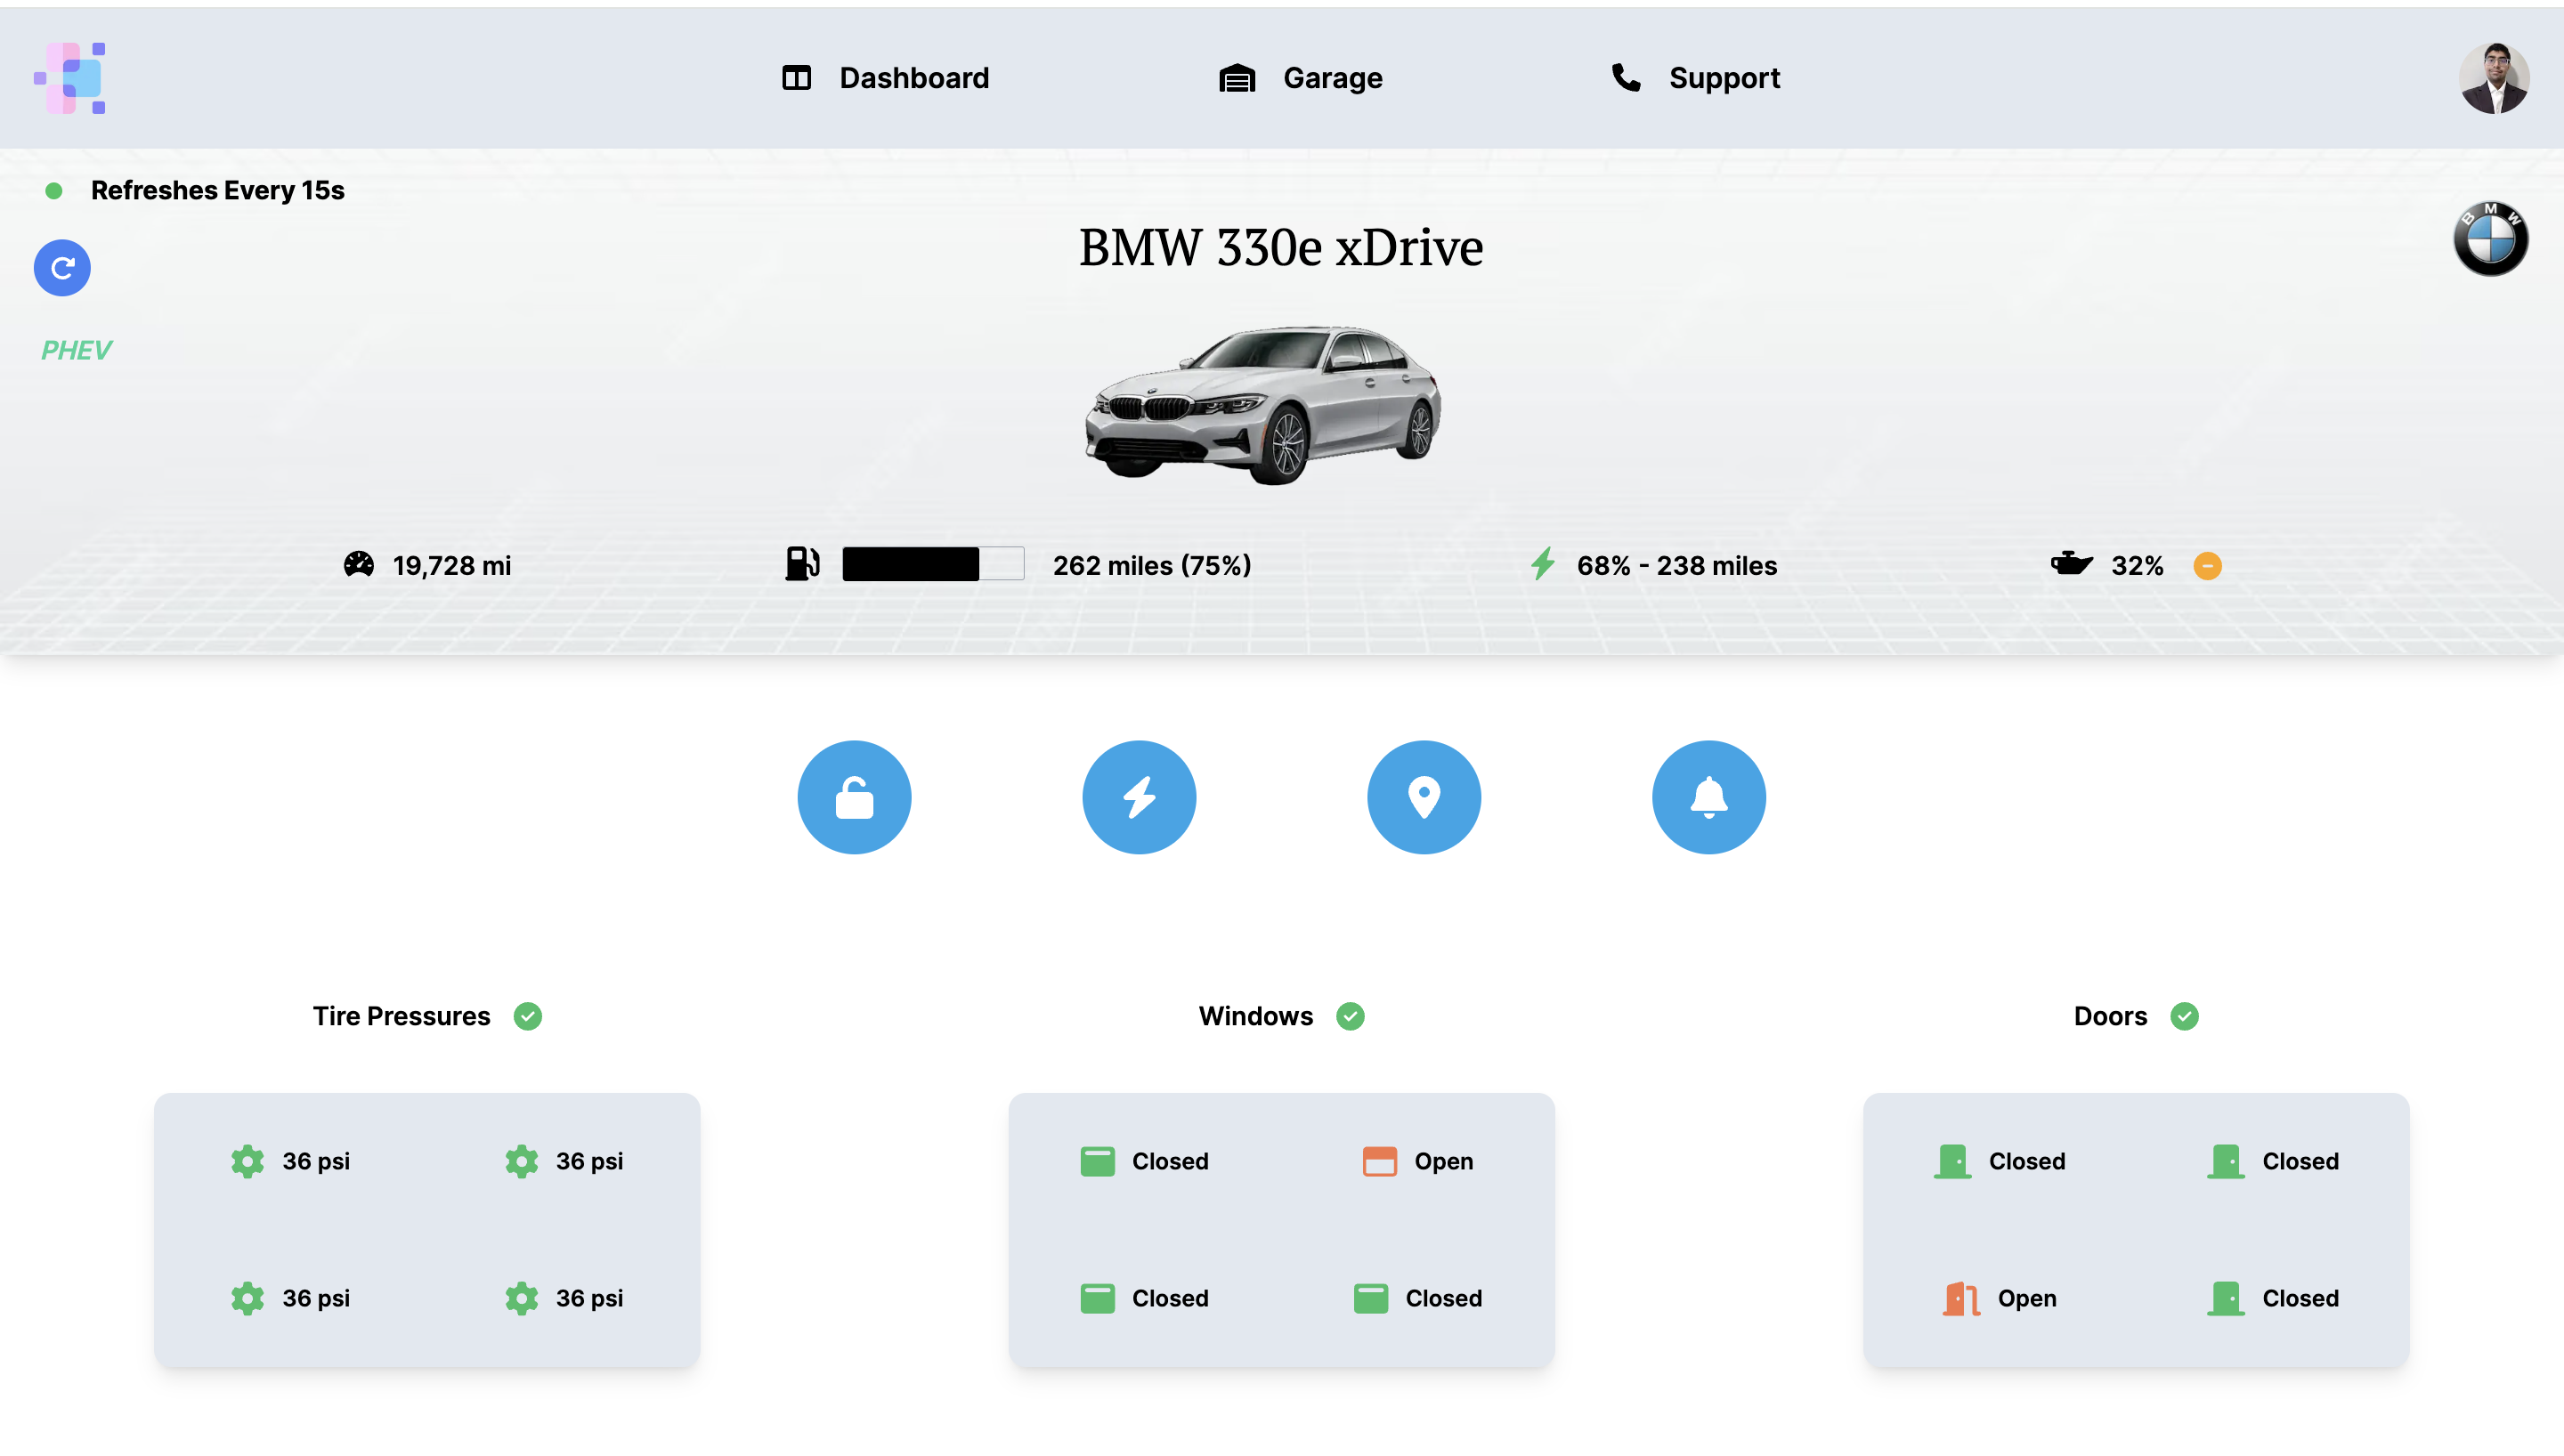 Dashboard
Garage
Support
Refreshes Every 15s
BMW 330e xDrive
BMW
PHEV
19,728 mi
262 miles (75%)
68% - 238 miles
32%
Tire Pressures
Windows
Doors
36 psi
36 psi
Closed
Open
Closed
Closed
36 psi
36 psi
Closed
Closed
Open
Closed